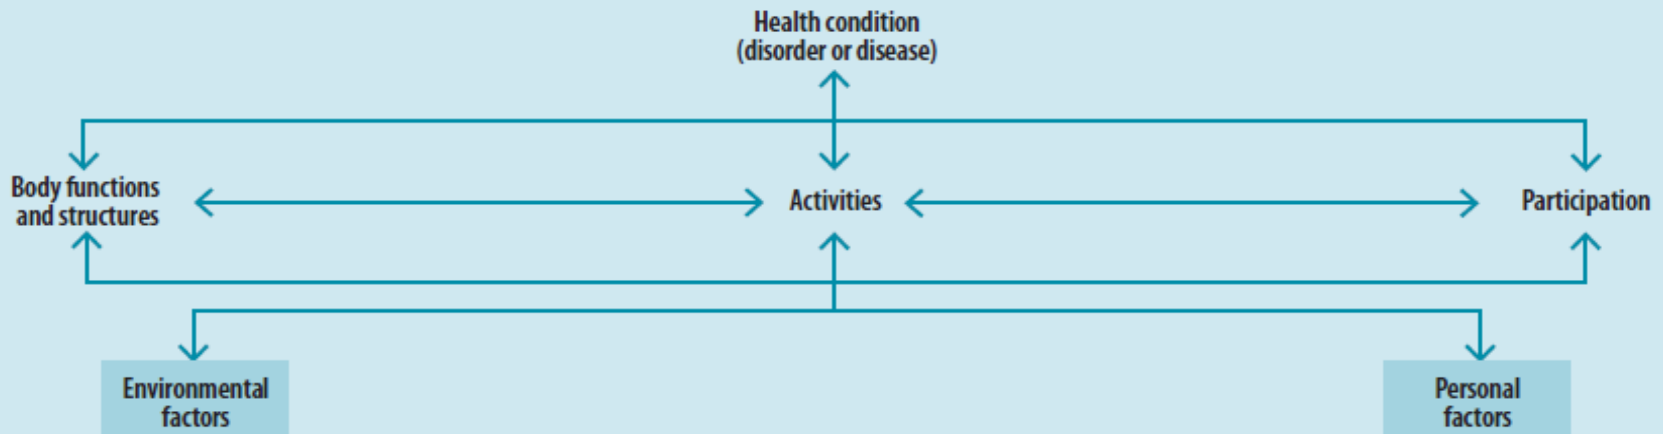 Health condition
(disorder or disease)
Body functions
and structures
Activities
Participation
Environmental
factors
Personal
factors